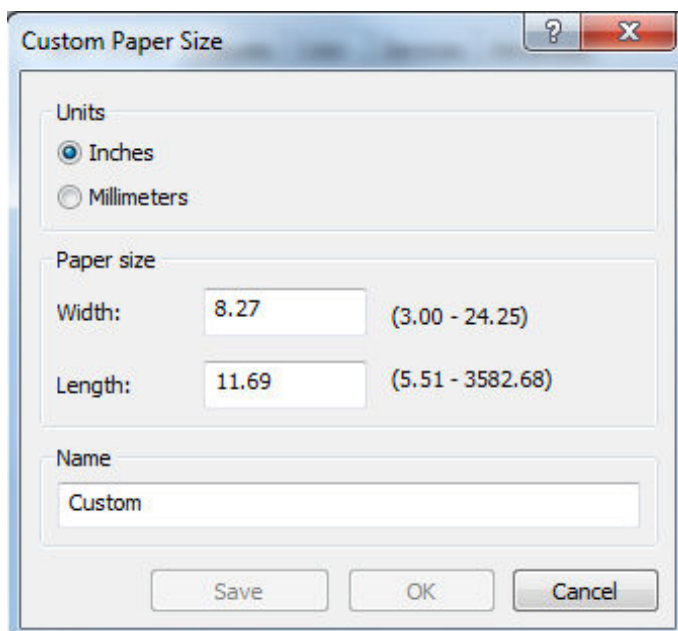 Custom Paper Size
?
X
Units
Inches
Millimeters
Paper size
Width: 8.27 (3.00 - 24.25)
Length: 11.69 (5.51 - 3582.68)
Name
Custom
Save OK Cancel